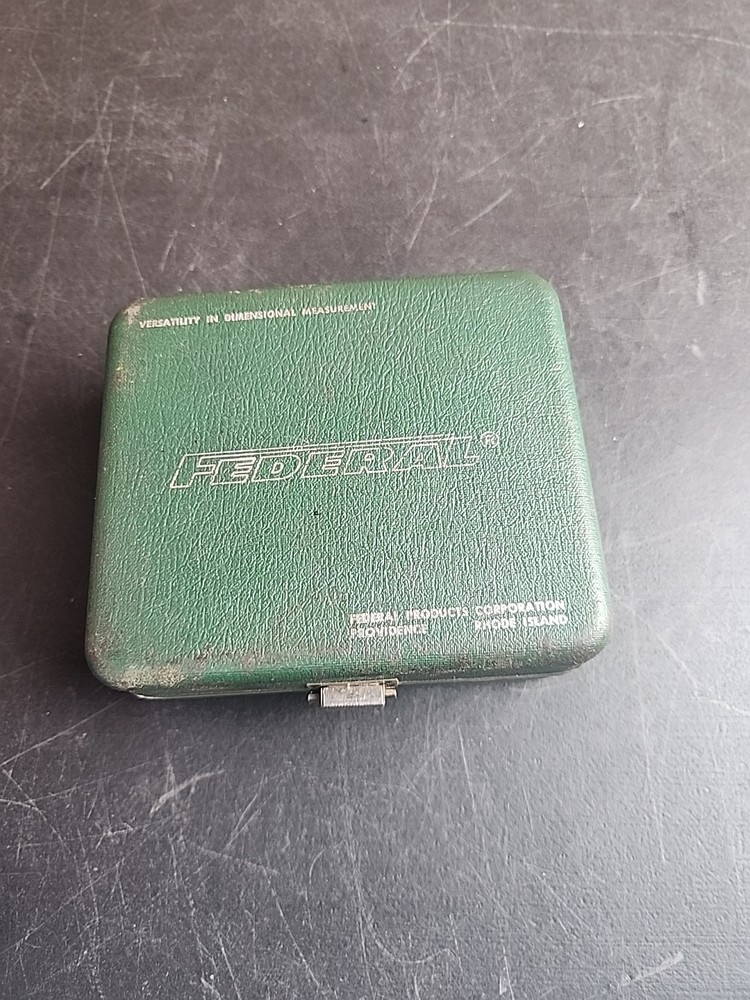 VERSATILITY IN DIMENSIONAL MEASUREMENT
FEDERAL®
FEDERAL PRODUCTS CORPORATION
PROVIDENCE RHODE ISLAND